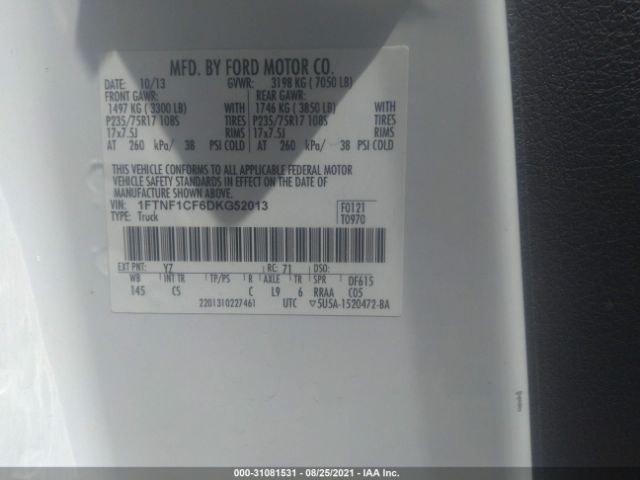 MFD. BY FORD MOTOR CO.
DATE: 10/13 GVWR: 3198 KG ( 7050 LB)
FRONT GAWR: REAR GAWR:
1497 KG ( 3300 LB) WITH 1746 KG ( 3850 LB) WITH
P235/75R17 108S TIRES P235/75R17 108S TIRES
17x7.5J RIMS 17x7.5J RIMS
AT 260 kPa/ 38 PSI COLD AT 260 kPa/ 38 PSI COLD
THIS VEHICLE CONFORMS TO ALL APPLICABLE FEDERAL MOTOR
VEHICLE SAFETY STANDARDS IN EFFECT ON THE DATE OF
MANUFACTURE SHOWN ABOVE.
VIN: 1FTNF1CF6DKG52013 F0121
TYPE: Truck T0970
EXT PNT: YZ RC: 71 DSO:
WB INT TR TP/PS R AXLE TR SPR DF615
145 CS C L9 6 RRAA C05
2201310227461 UTC ▽5U5A-1520472-BA
000-31081531 - 08/25/2021 - IAA Inc.